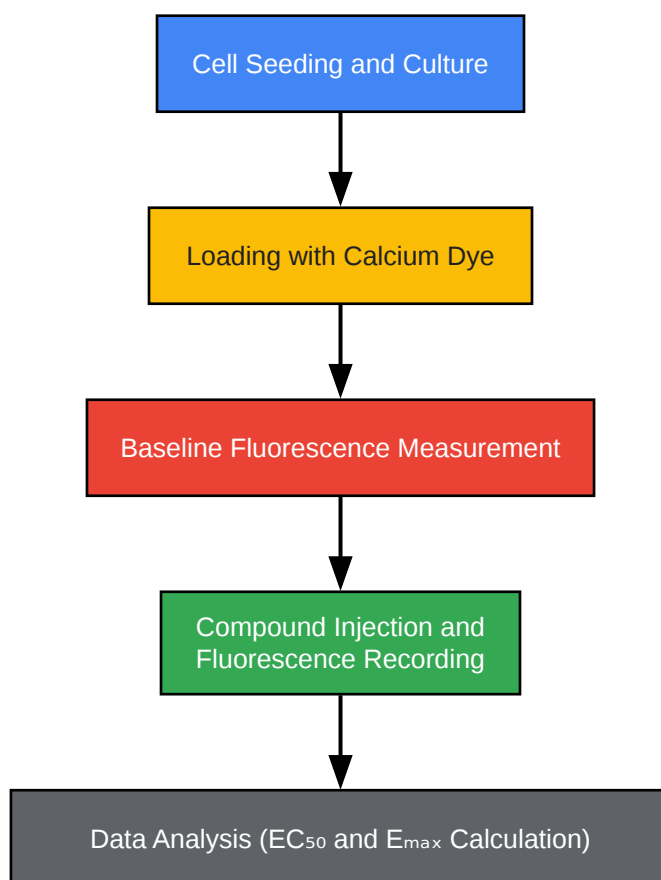 Cell Seeding and Culture
Loading with Calcium Dye
Baseline Fluorescence Measurement
Compound Injection and
Fluorescence Recording
Data Analysis (EC₅₀ and Eₘₐₓ Calculation)